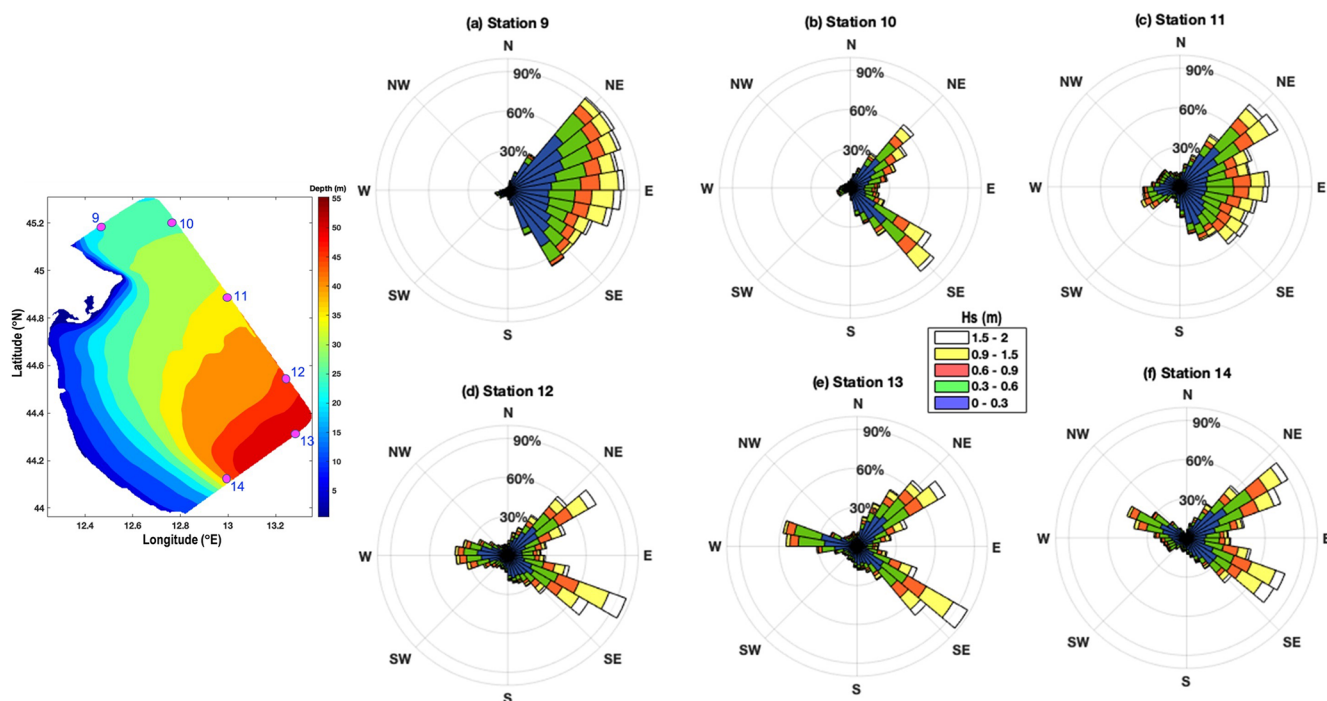 (a) Station 9
N
NW
NE
90%
60%
30%
W
E
SW
SE
S
(b) Station 10
N
NW
NE
90%
60%
30%
W
E
SW
SE
S
(c) Station 11
N
NW
NE
90%
60%
30%
W
E
SW
SE
S
Depth (m)
55
50
45
40
35
30
25
20
15
10
5
9
10
11
12
13
14
45.2
45
44.8
44.6
44.4
44.2
44
Latitude (°N)
12.4
12.6
12.8
13
13.2
Longitude (°E)
Hs (m)
1.5 - 2
0.9 - 1.5
0.6 - 0.9
0.3 - 0.6
0 - 0.3
(d) Station 12
N
NW
NE
90%
60%
30%
W
E
SW
SE
S
(e) Station 13
N
NW
NE
90%
60%
30%
W
E
SW
SE
S
(f) Station 14
N
NW
NE
90%
60%
30%
W
E
SW
SE
S